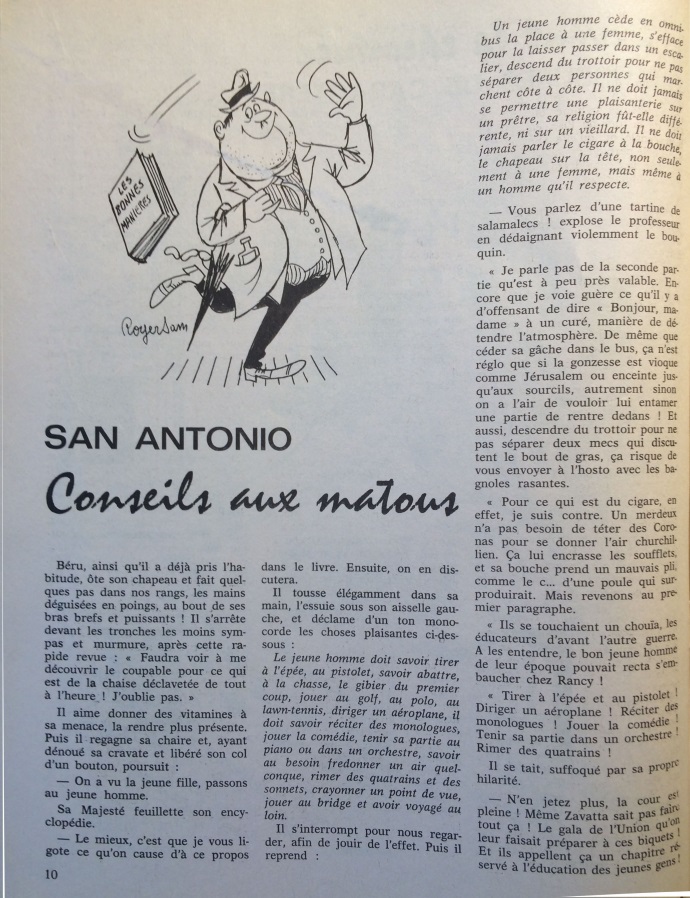 LES
BONNES
MANIÈRES
RogerSam
SAN ANTONIO
Conseils aux matous
Béru, ainsi qu'il a déjà pris l'ha-
bitude, ôte son chapeau et fait quel-
ques pas dans nos rangs, les mains
déguisées en poings, au bout de ses
bras brefs et puissants ! Il s'arrête
devant les tronches les moins sym-
pas et murmure, après cette ra-
pide revue : « Faudra voir à me
découvrir le coupable pour ce qui
est de la chaise déclavetée de tout
à l'heure ! J'oublie pas. »
Il aime donner des vitamines à
sa menace, la rendre plus présente.
Puis il regagne sa chaire et, ayant
dénoué sa cravate et libéré son col
d'un bouton, poursuit :
— On a vu la jeune fille, passons
au jeune homme.
Sa Majesté feuillette son ency-
clopédie.
— Le mieux, c'est que je vous li-
gote ce qu'on cause d'à ce propos
10
dans le livre. Ensuite, on en dis-
cutera.
Il tousse élégamment dans sa
main, l'essuie sous son aisselle gau-
che, et déclame d'un ton mono-
corde les choses plaisantes ci-des-
sous :
Le jeune homme doit savoir tirer
à l'épée, au pistolet, savoir abattre,
à la chasse, le gibier du premier
coup, jouer au golf, au polo, au
lawn-tennis, diriger un aéroplane, il
doit savoir réciter des monologues,
jouer la comédie, tenir sa partie au
piano ou dans un orchestre, savoir
au besoin fredonner un air quel-
conque, rimer des quatrains et des
sonnets, crayonner un point de vue,
jouer au bridge et avoir voyagé au
loin.
Il s'interrompt pour nous regar-
der, afin de jouir de l'effet. Puis il
reprend :
Un jeune homme cède en omni-
bus la place à une femme, s'efface
pour la laisser passer dans un esca-
lier, descend du trottoir pour ne pas
séparer deux personnes qui mar-
chent côte à côte. Il ne doit jamais
se permettre une plaisanterie sur
un prêtre, sa religion fût-elle diffé-
rente, ni sur un vieillard. Il ne doit
jamais parler le cigare à la bouche,
le chapeau sur la tête, non seule-
ment à une femme, mais même à
un homme qu'il respecte.
— Vous parlez d'une tartine de
salamalecs ! explose le professeur
en dédaignant violemment le bou-
quin.
« Je parle pas de la seconde par-
tie qu'est à peu près valable. En-
core que je voie guère ce qu'il y a
d'offensant de dire « Bonjour, ma-
dame » à un curé, manière de dé-
tendre l'atmosphère. De même que
céder sa gâche dans le bus, ça n'est
réglo que si la gonzesse est vioque
comme Jérusalem ou enceinte jus-
qu'aux sourcils, autrement sinon
on a l'air de vouloir lui entamer
une partie de rentre dedans ! Et
aussi, descendre du trottoir pour ne
pas séparer deux mecs qui discu-
tent le bout de gras, ça risque de
vous envoyer à l'hosto avec les ba-
gnoles rasantes.
« Pour ce qui est du cigare, en
effet, je suis contre. Un merdeux
n'a pas besoin de téter des Coro-
nas pour se donner l'air churchil-
lien. Ça lui encrasse les soufflets,
et sa bouche prend un mauvais pli,
comme le c... d'une poule qui sur-
produirait. Mais revenons au pre-
mier paragraphe.
« Ils se touchaient un chouïa, les
éducateurs d'avant l'autre guerre.
A les entendre, le bon jeune homme
de leur époque pouvait recta s'em-
baucher chez Rancy !
« Tirer à l'épée et au pistolet !
Diriger un aéroplane ! Réciter des
monologues ! Jouer la comédie !
Tenir sa partie dans un orchestre !
Rimer des quatrains !
Il se tait, suffoqué par sa propre
hilarité.
— N'en jetez plus, la cour est
pleine ! Même Zavatta sait pas faire
tout ça ! Le gala de l'Union qu'on
leur faisait préparer à ces biquets !
Et ils appellent ça un chapitre ré-
servé à l'éducation des jeunes gens !